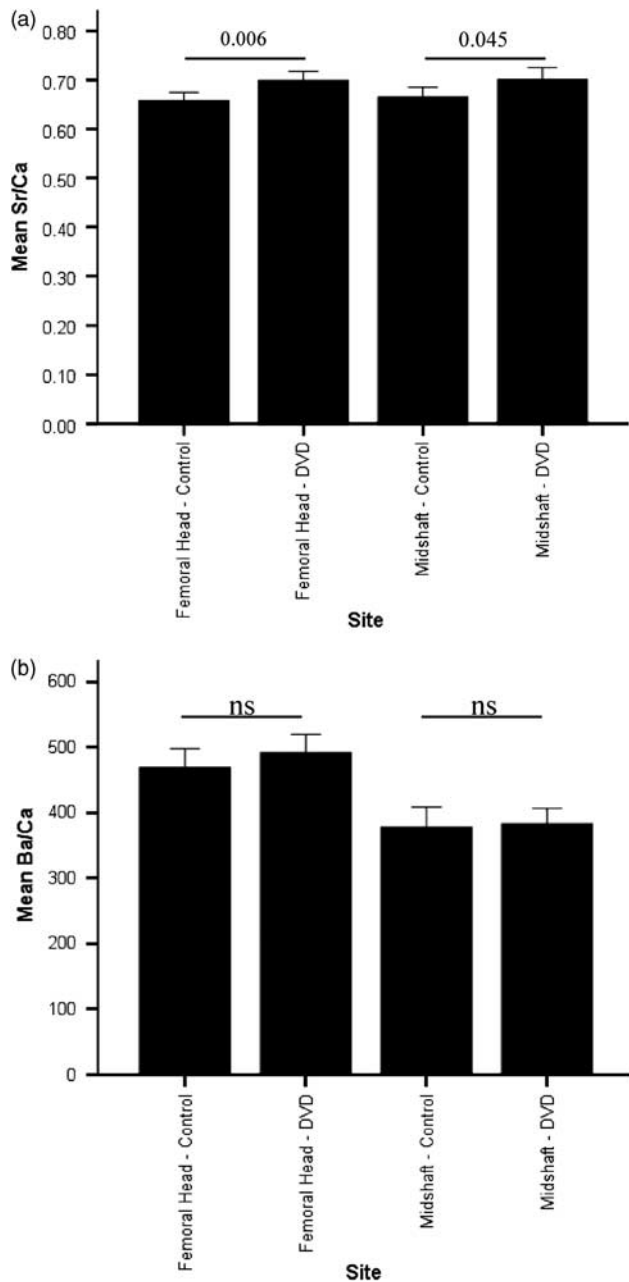 (a)
0.80
0.70
0.60
0.50
0.40
0.30
0.20
0.10
0.00
Mean Sr/Ca
0.006
0.045
Femoral Head - Control
Femoral Head - DVD
Midshaft - Control
Midshaft - DVD
Site
(b)
600
500
400
300
200
100
0
Mean Ba/Ca
ns
ns
Femoral Head - Control
Femoral Head - DVD
Midshaft - Control
Midshaft - DVD
Site